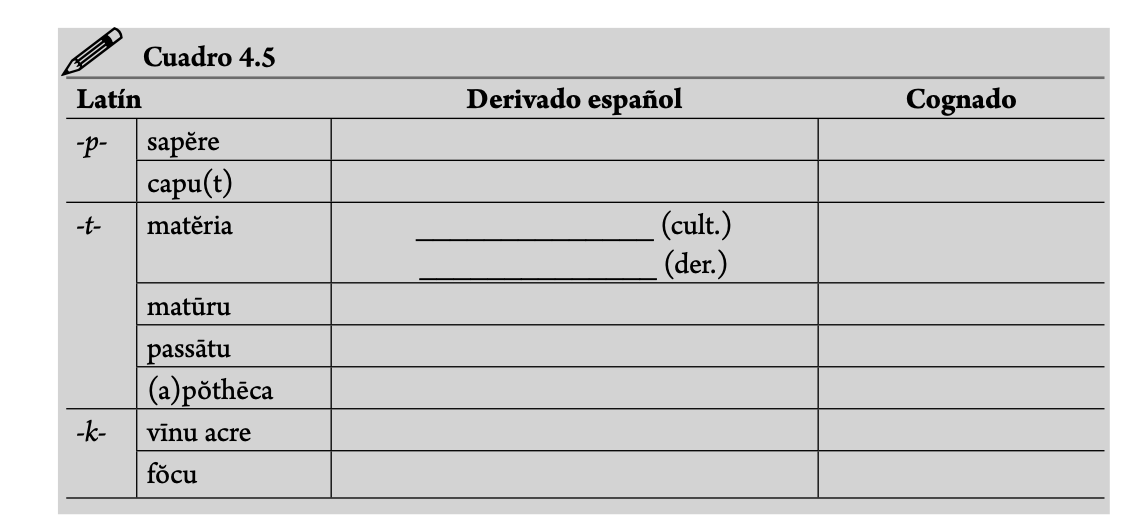 Cuadro 4.5
Latín Derivado español Cognado
-p- sapĕre
capu(t)
-t- matĕria ________________ (cult.)
________________ (der.)
matūru
passātu
(a)pŏthēca
-k- vīnu acre
fŏcu